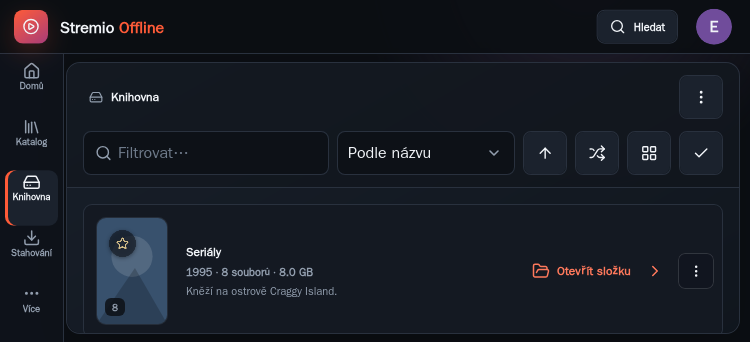 Stremio Offline
Hledat
E
Domů
Katalog
Knihovna
Stahování
Více
Knihovna
Filtrovat···
Podle názvu
8
Seriály
1995 · 8 souborů · 8.0 GB
Kněží na ostrově Craggy Island.
Otevřít složku